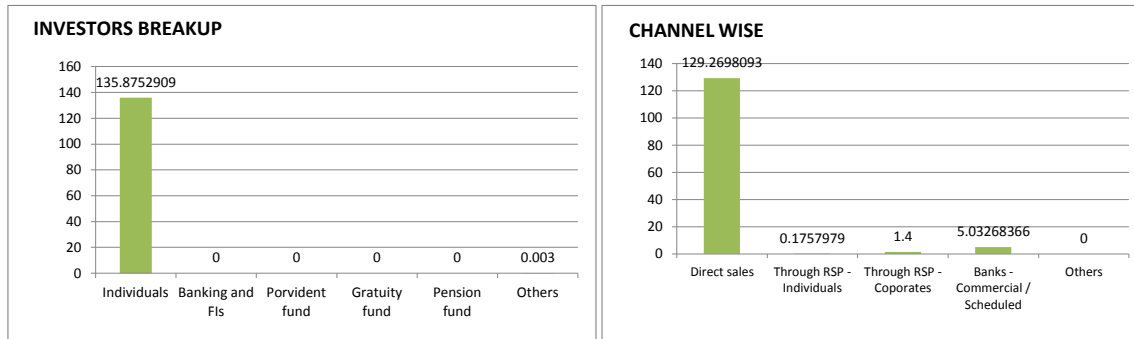 INVESTORS BREAKUP
160
140
120
100
80
60
40
20
0
135.8752909
0
0
0
0
0.003
Individuals
Banking and
FIs
Porvident
fund
Gratuity
fund
Pension
fund
Others
CHANNEL WISE
140
120
100
80
60
40
20
0
129.2698093
0.1757979
1.4
5.03268366
0
Direct sales
Through RSP -
Individuals
Through RSP -
Coporates
Banks -
Commercial /
Scheduled
Others